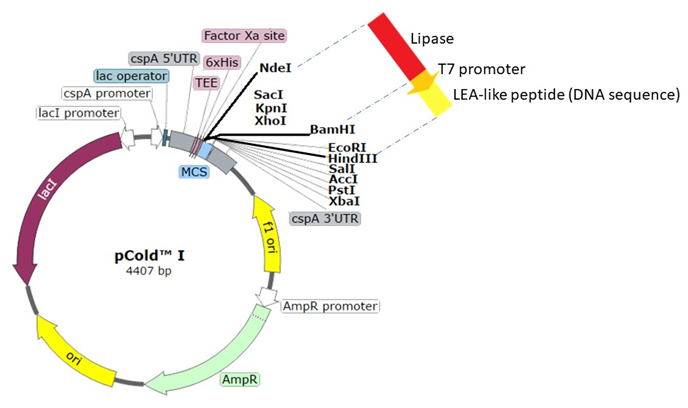 Factor Xa site
cspA 5'UTR
6xHis
lac operator
TEE
cspA promoter
lacI promoter
NdeI
SacI
KpnI
XhoI
BamHI
EcoRI
HindIII
SalI
AccI
PstI
XbaI
cspA 3'UTR
MCS
Lipase
T7 promoter
LEA-like peptide (DNA sequence)
lacI
pCold™ I
4407 bp
f1 ori
AmpR promoter
ori
AmpR